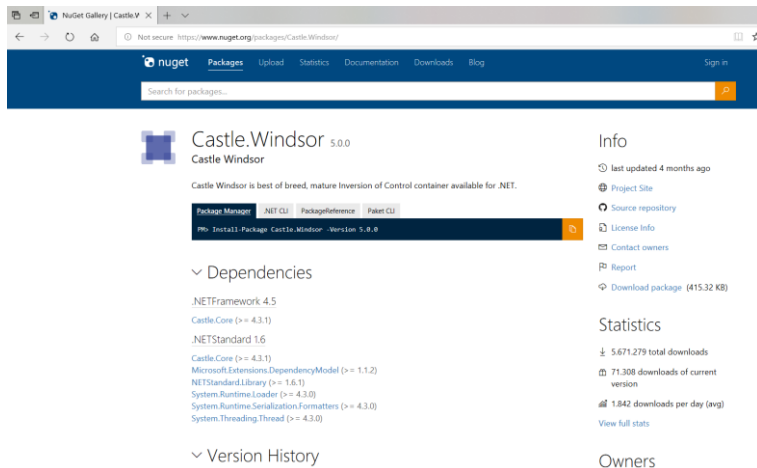 NuGet Gallery | Castle.W
Not secure https://www.nuget.org/packages/Castle.Windsor/
nuget Packages Upload Statistics Documentation Downloads Blog Sign in
Search for packages...
Castle.Windsor 5.0.0
Castle Windsor
Castle Windsor is best of breed, mature Inversion of Control container available for .NET.
Package Manager .NET CLI PackageReference Paket CLI
PM> Install-Package Castle.Windsor -Version 5.0.0
Dependencies
.NETFramework 4.5
Castle.Core (>= 4.3.1)
.NETStandard 1.6
Castle.Core (>= 4.3.1)
Microsoft.Extensions.DependencyModel (>= 1.1.2)
NETStandard.Library (>= 1.6.1)
System.Runtime.Loader (>= 4.3.0)
System.Runtime.Serialization.Formatters (>= 4.3.0)
System.Threading.Thread (>= 4.3.0)
Version History
Info
last updated 4 months ago
Project Site
Source repository
License Info
Contact owners
Report
Download package (415.32 KB)
Statistics
5.671.279 total downloads
71.308 downloads of current
version
1.842 downloads per day (avg)
View full stats
Owners